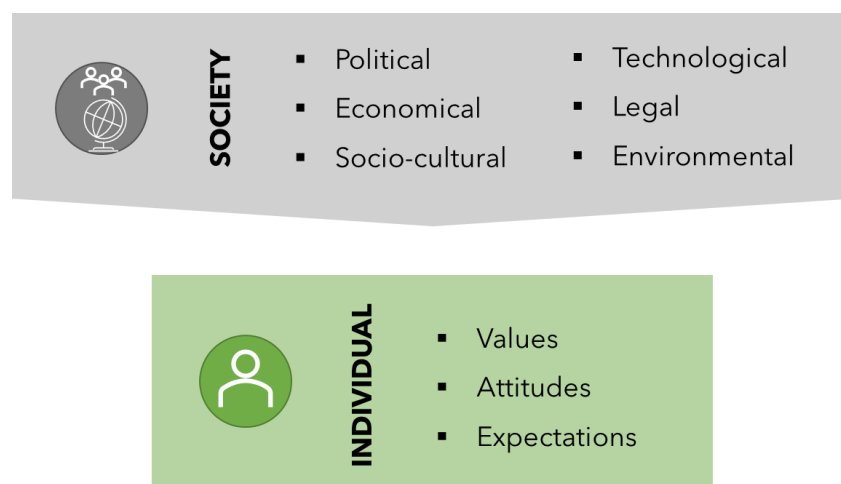 SOCIETY
▪ Political
▪ Economical
▪ Socio-cultural
▪ Technological
▪ Legal
▪ Environmental
INDIVIDUAL
▪ Values
▪ Attitudes
▪ Expectations